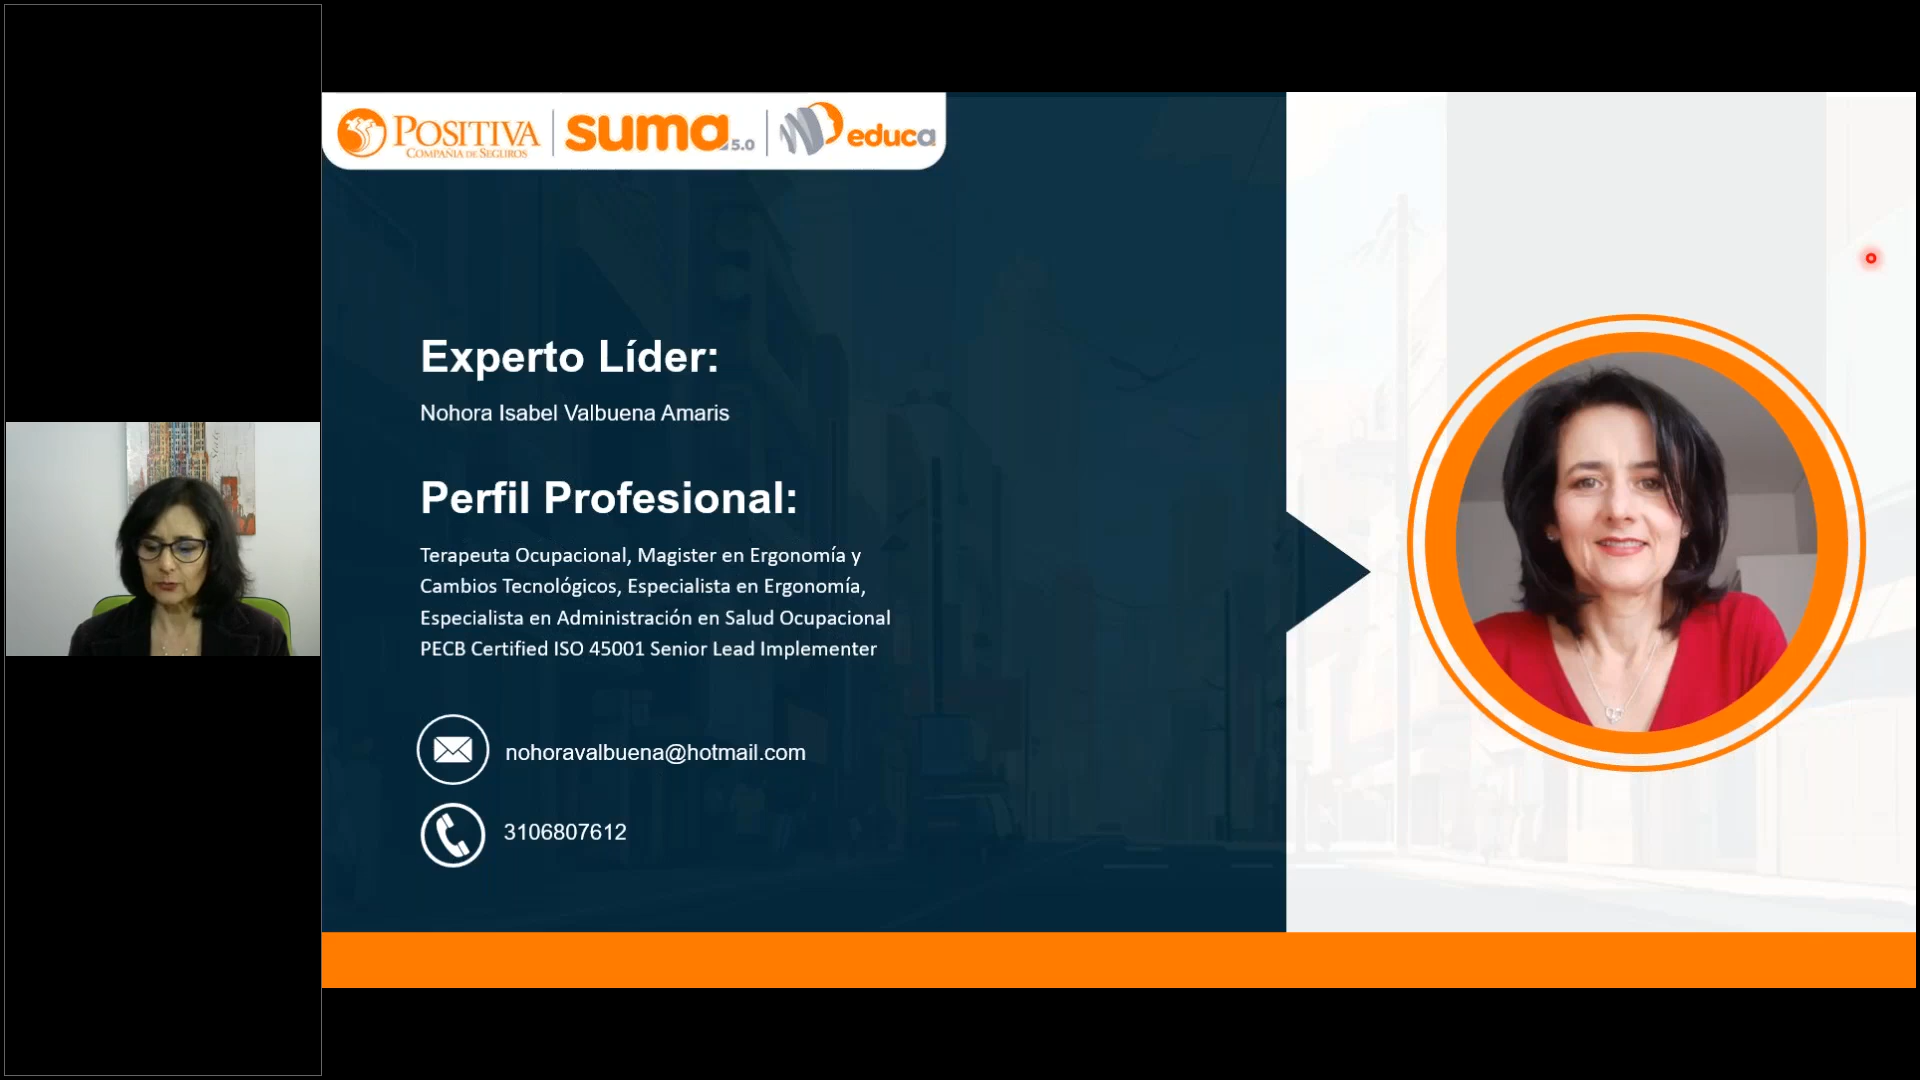 POSITIVA
COMPAÑIA DE SEGUROS
suma 5.0
educa
Experto Líder:
Nohora Isabel Valbuena Amaris
Perfil Profesional:
Terapeuta Ocupacional, Magister en Ergonomía y
Cambios Tecnológicos, Especialista en Ergonomía,
Especialista en Administración en Salud Ocupacional
PECB Certified ISO 45001 Senior Lead Implementer
nohoravalbuena@hotmail.com
3106807612